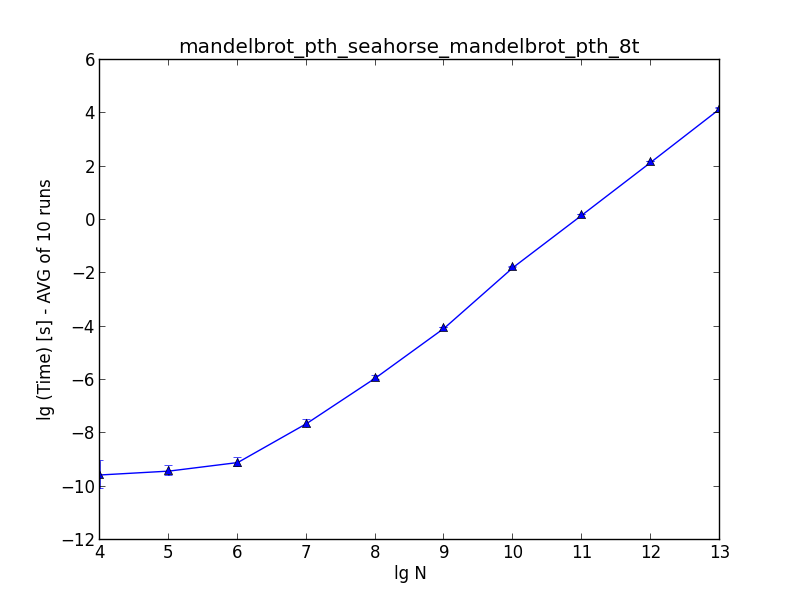 mandelbrot_pth_seahorse_mandelbrot_pth_8t
6
4
2
0
−2
−4
−6
−8
−10
−12
lg (Time) [s] - AVG of 10 runs
4 5 6 7 8 9 10 11 12 13
lg N